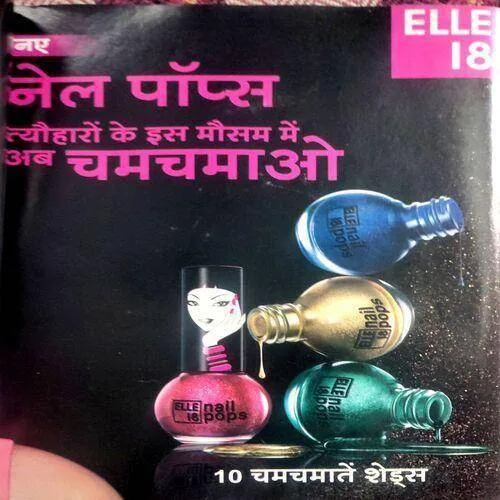 ELLE
18
नए
नेल पॉप्स
त्यौहारों के इस मौसम में
अब चमचमाओ
ELLE 18 nail pops
ELLE 18 nail pops
ELLE 18 nail pops
ELLE 18 nail pops
10 चमचमातें शेड्स